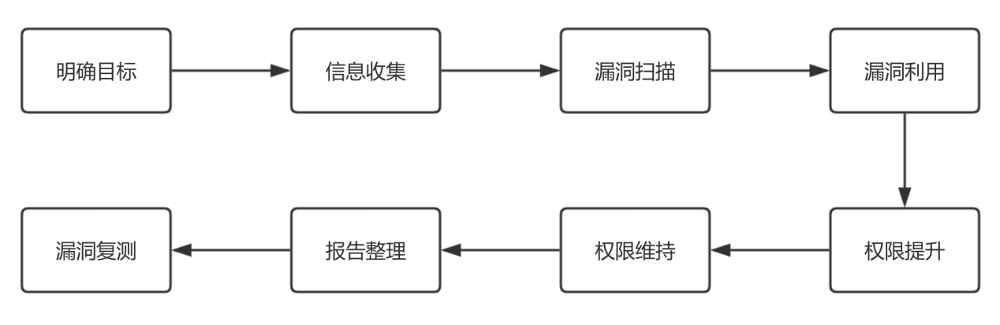 明确目标
信息收集
漏洞扫描
漏洞利用
漏洞复测
报告整理
权限维持
权限提升